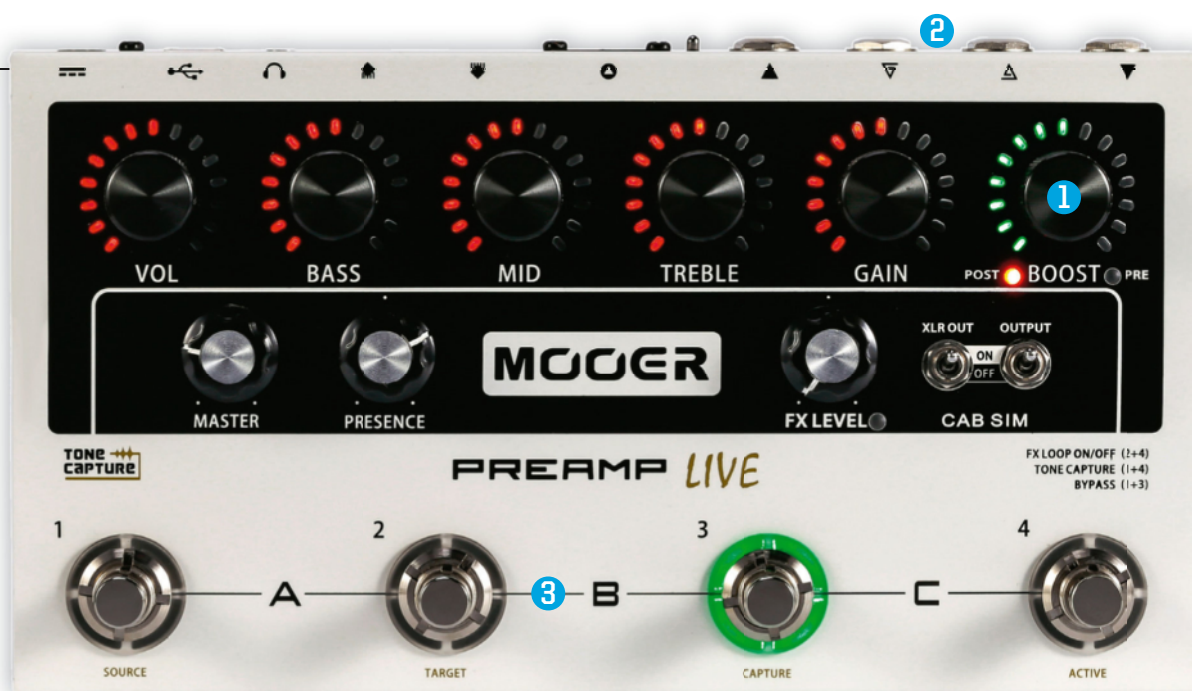 2
1
VOL BASS MID TREBLE GAIN POST BOOST PRE
XLR OUT OUTPUT
ON
OFF
MOOER
MASTER PRESENCE FX LEVEL CAB SIM
TONE
CAPTURE
PREAMP LIVE
FX LOOP ON/OFF (2+4)
TONE CAPTURE (1+4)
BYPASS (1+3)
1 2 3 4
A 3 B C
SOURCE TARGET CAPTURE ACTIVE